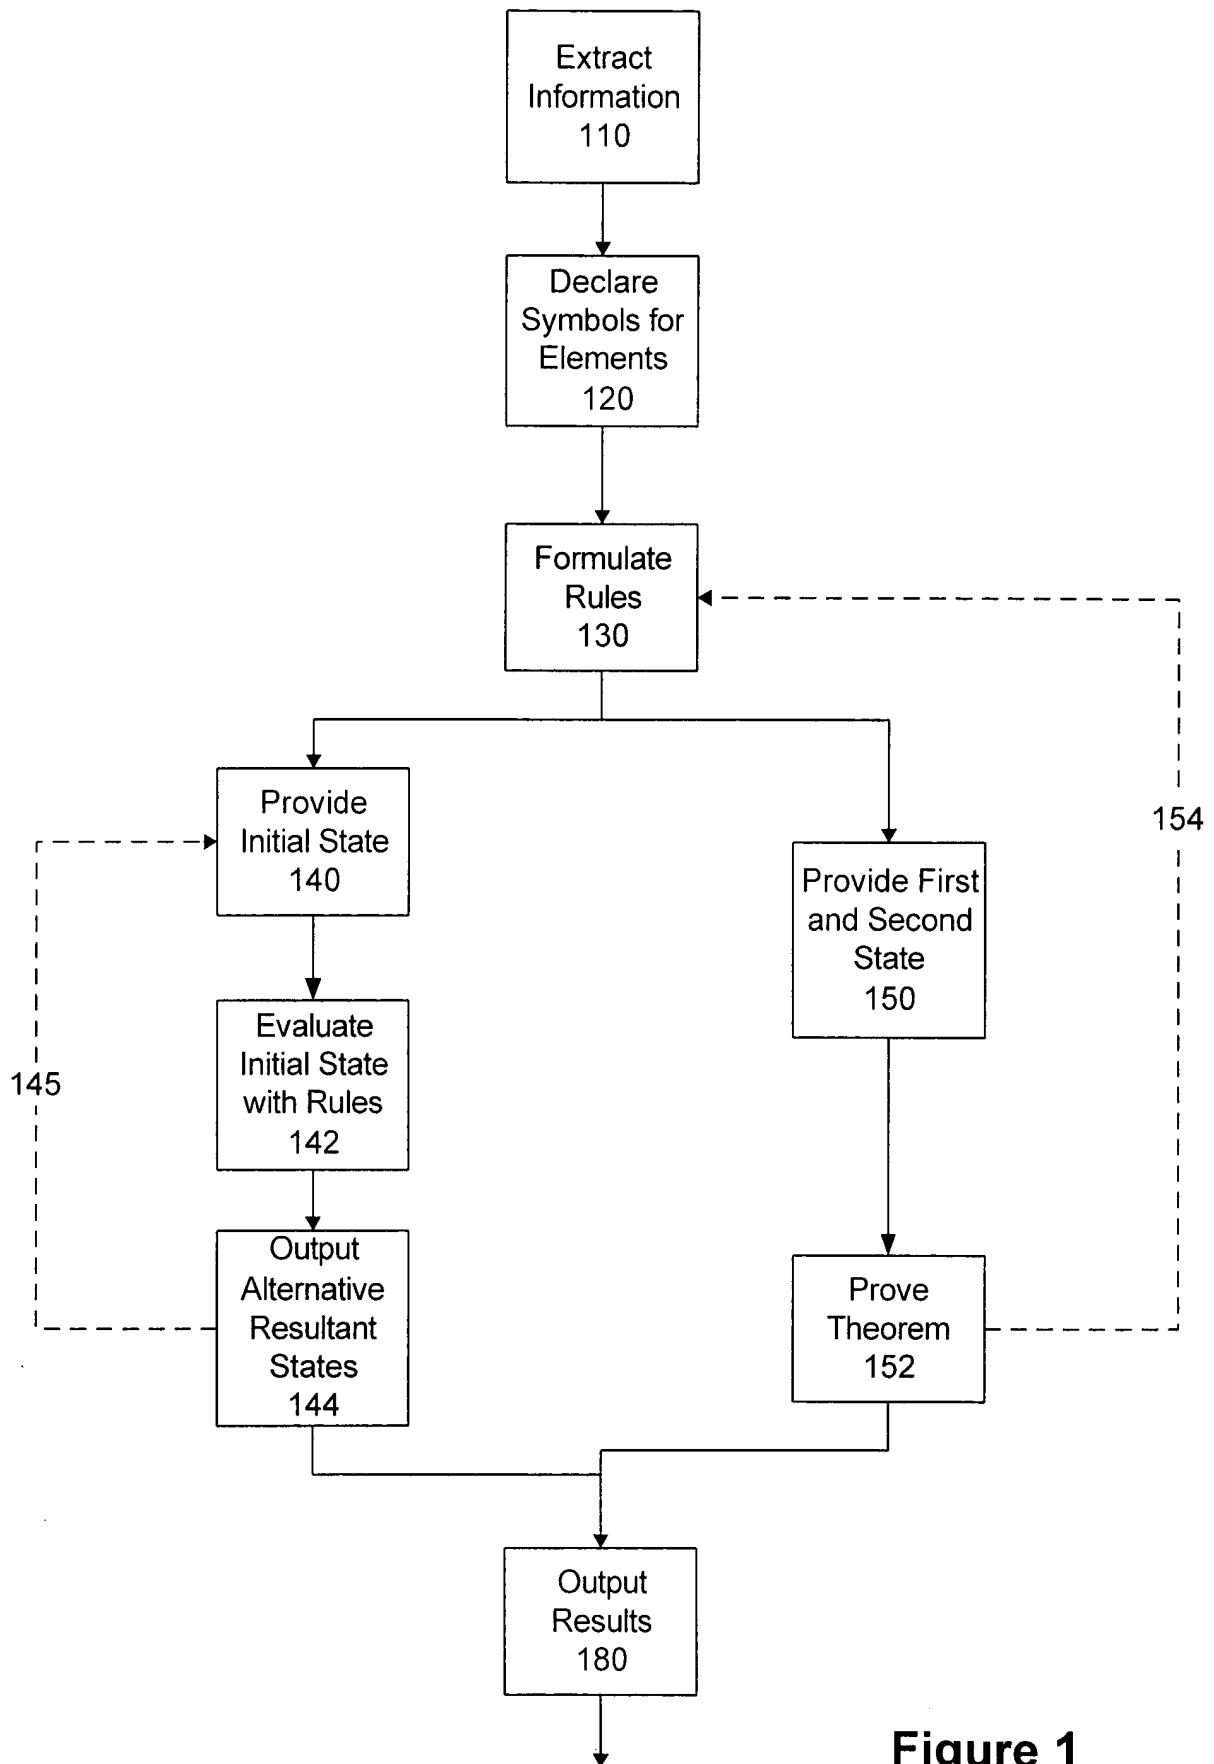 Extract
Information
110
Declare
Symbols for
Elements
120
Formulate
Rules
130
Provide
Initial State
140
154
Provide First
and Second
State
150
Evaluate
Initial State
with Rules
142
145
Output
Alternative
Resultant
States
144
Prove
Theorem
152
Output
Results
180
Figure 1